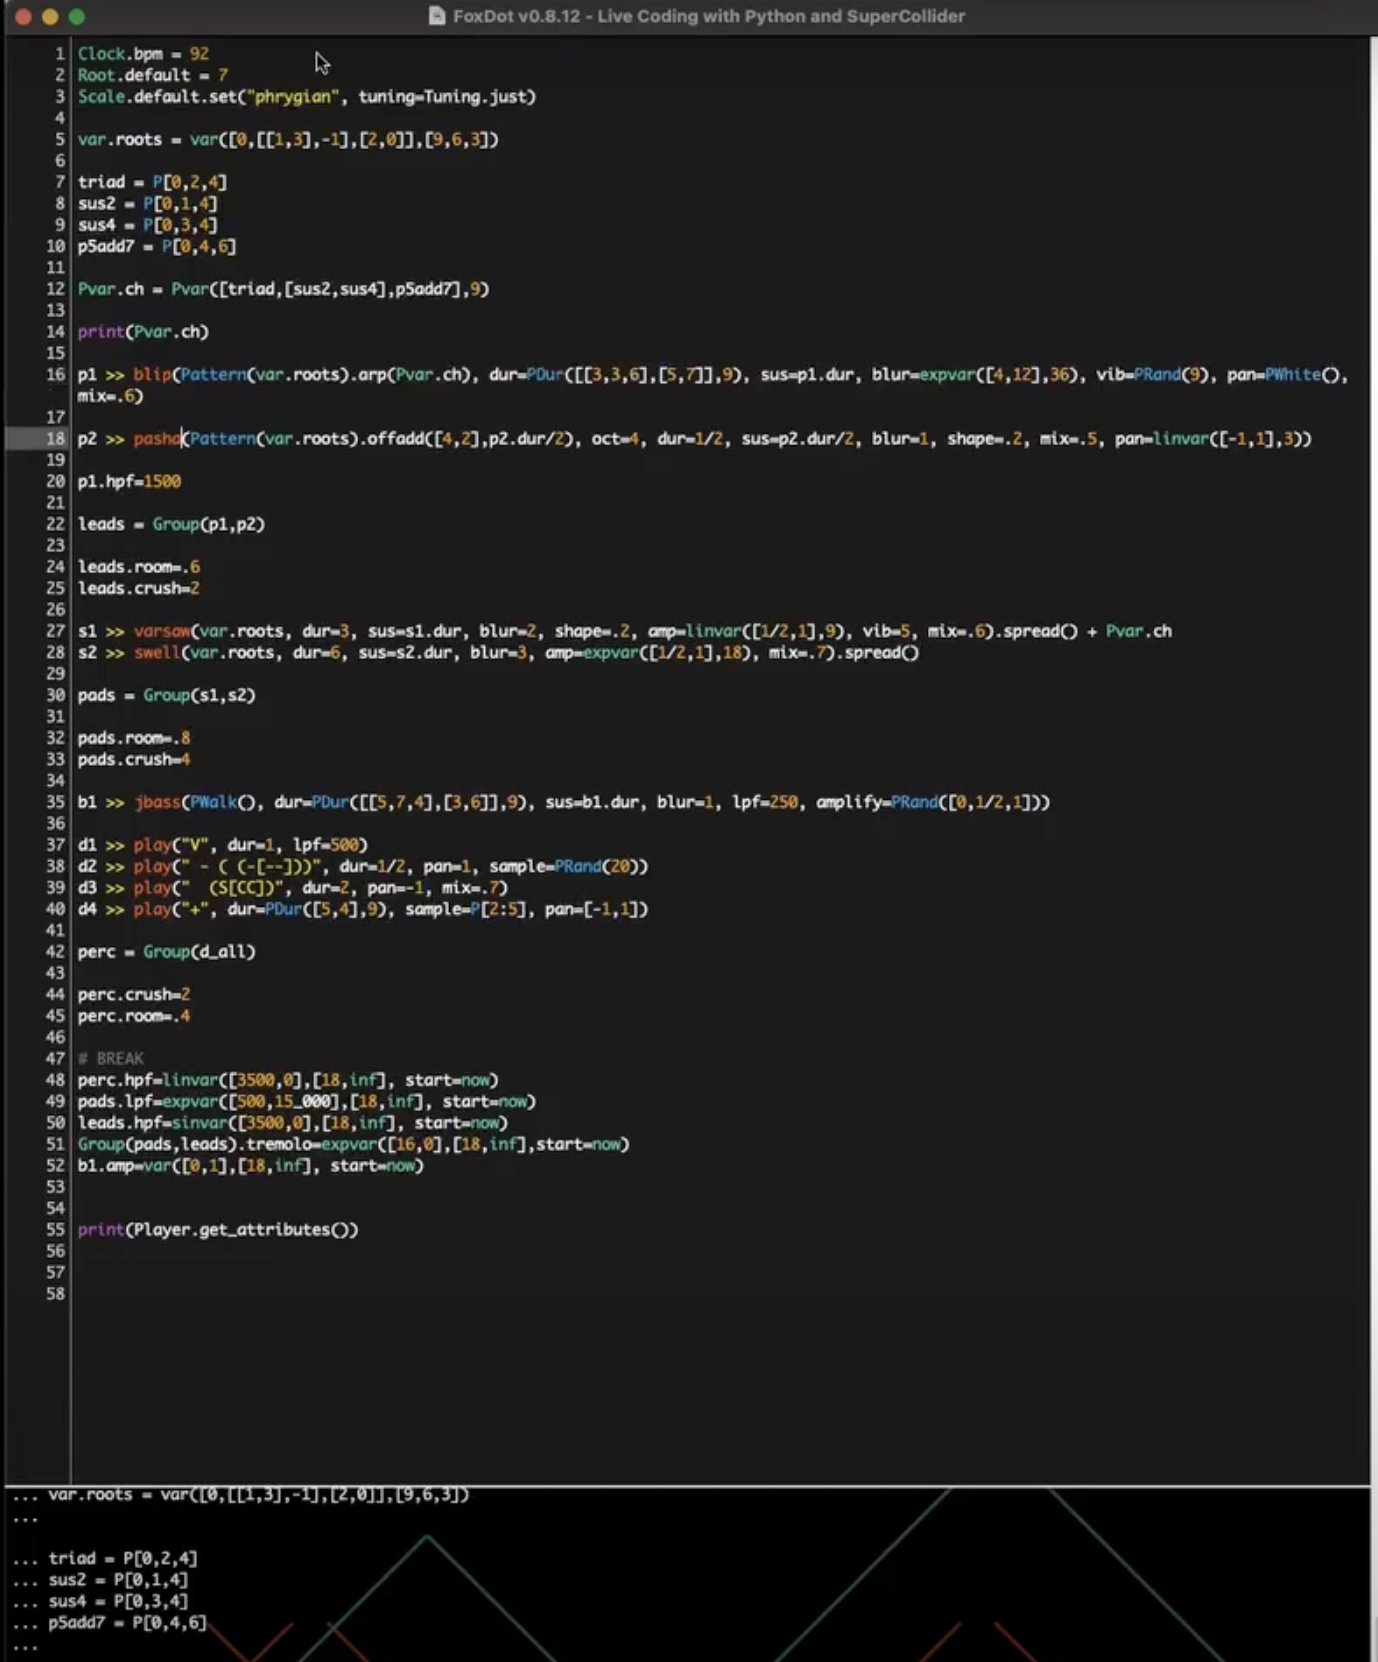 FoxDot v0.8.12 - Live Coding with Python and SuperCollider
1 Clock.bpm = 92
2 Root.default = 7
3 Scale.default.set("phrygian", tuning=Tuning.just)
4
5 var.roots = var([0,[[1,3],-1],[2,0]],[9,6,3])
6
7 triad = P[0,2,4]
8 sus2 = P[0,1,4]
9 sus4 = P[0,3,4]
10 p5add7 = P[0,4,6]
11
12 Pvar.ch = Pvar([triad,[sus2,sus4],p5add7],9)
13
14 print(Pvar.ch)
15
16 p1 >> blip(Pattern(var.roots).arp(Pvar.ch), dur=PDur([[3,3,6],[5,7]],9), sus=p1.dur, blur=expvar([4,12],36), vib=PRand(9), pan=PWhite(),
mix=.6)
17
18 p2 >> pasha(Pattern(var.roots).offadd([4,2],p2.dur/2), oct=4, dur=1/2, sus=p2.dur/2, blur=1, shape=.2, mix=.5, pan=linvar([-1,1],3))
19
20 p1.hpf=1500
21
22 leads = Group(p1,p2)
23
24 leads.room=.6
25 leads.crush=2
26
27 s1 >> varsaw(var.roots, dur=3, sus=s1.dur, blur=2, shape=.2, amp=linvar([1/2,1],9), vib=5, mix=.6).spread() + Pvar.ch
28 s2 >> swell(var.roots, dur=6, sus=s2.dur, blur=3, amp=expvar([1/2,1],18), mix=.7).spread()
29
30 pads = Group(s1,s2)
31
32 pads.room=.8
33 pads.crush=4
34
35 b1 >> jbass(PWalk(), dur=PDur([[5,7,4],[3,6]],9), sus=b1.dur, blur=1, lpf=250, amplify=PRand([0,1/2,1]))
36
37 d1 >> play("V", dur=1, lpf=500)
38 d2 >> play(" - ( (-[--]))", dur=1/2, pan=1, sample=PRand(20))
39 d3 >> play("  (S[CC])", dur=2, pan=-1, mix=.7)
40 d4 >> play("+", dur=PDur([5,4],9), sample=P[2:5], pan=[-1,1])
41
42 perc = Group(d_all)
43
44 perc.crush=2
45 perc.room=.4
46
47 # BREAK
48 perc.hpf=linvar([3500,0],[18,inf], start=now)
49 pads.lpf=expvar([500,15_000],[18,inf], start=now)
50 leads.hpf=sinvar([3500,0],[18,inf], start=now)
51 Group(pads,leads).tremolo=expvar([16,0],[18,inf],start=now)
52 b1.amp=var([0,1],[18,inf], start=now)
53
54
55 print(Player.get_attributes())
56
57
58
... var.roots = var([0,[[1,3],-1],[2,0]],[9,6,3])
...
... triad = P[0,2,4]
... sus2 = P[0,1,4]
... sus4 = P[0,3,4]
... p5add7 = P[0,4,6]
...